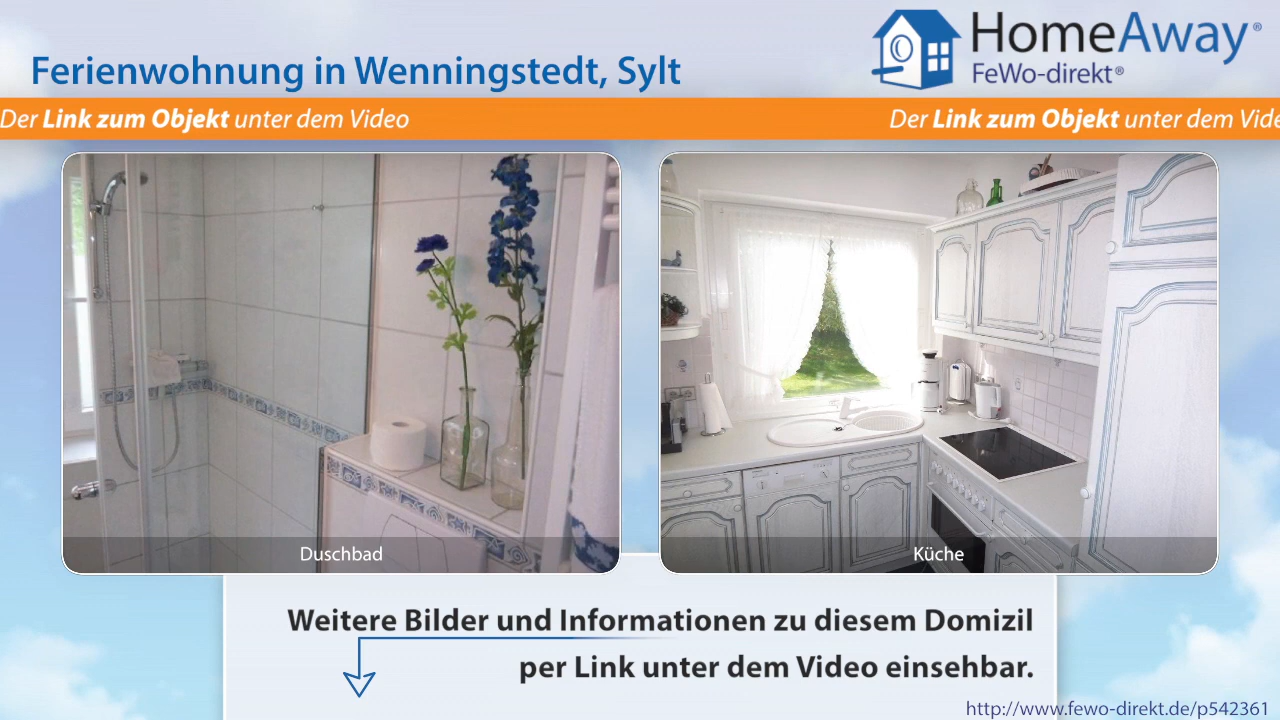 HomeAway®
FeWo-direkt®
Ferienwohnung in Wenningstedt, Sylt
Der Link zum Objekt unter dem Video
Der Link zum Objekt unter dem Vide
Duschbad
Küche
Weitere Bilder und Informationen zu diesem Domizil
per Link unter dem Video einsehbar.
http://www.fewo-direkt.de/p542361